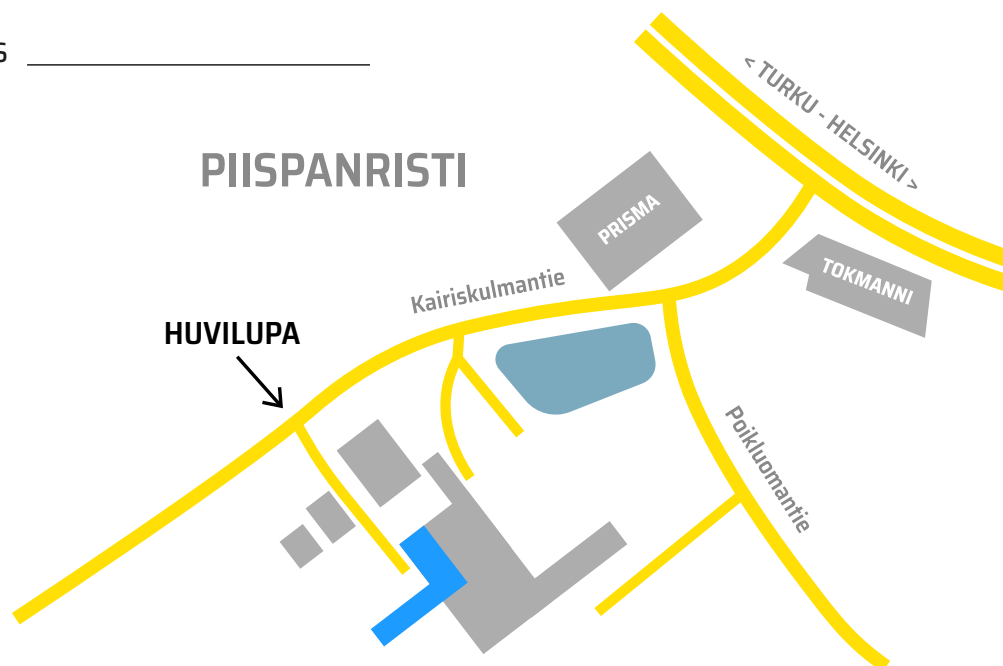 < TURKU - HELSINKI >
PIISPANRISTI
PRISMA
TOKMANNI
Kairiskulmantie
HUVILUPA
Poikluomantie